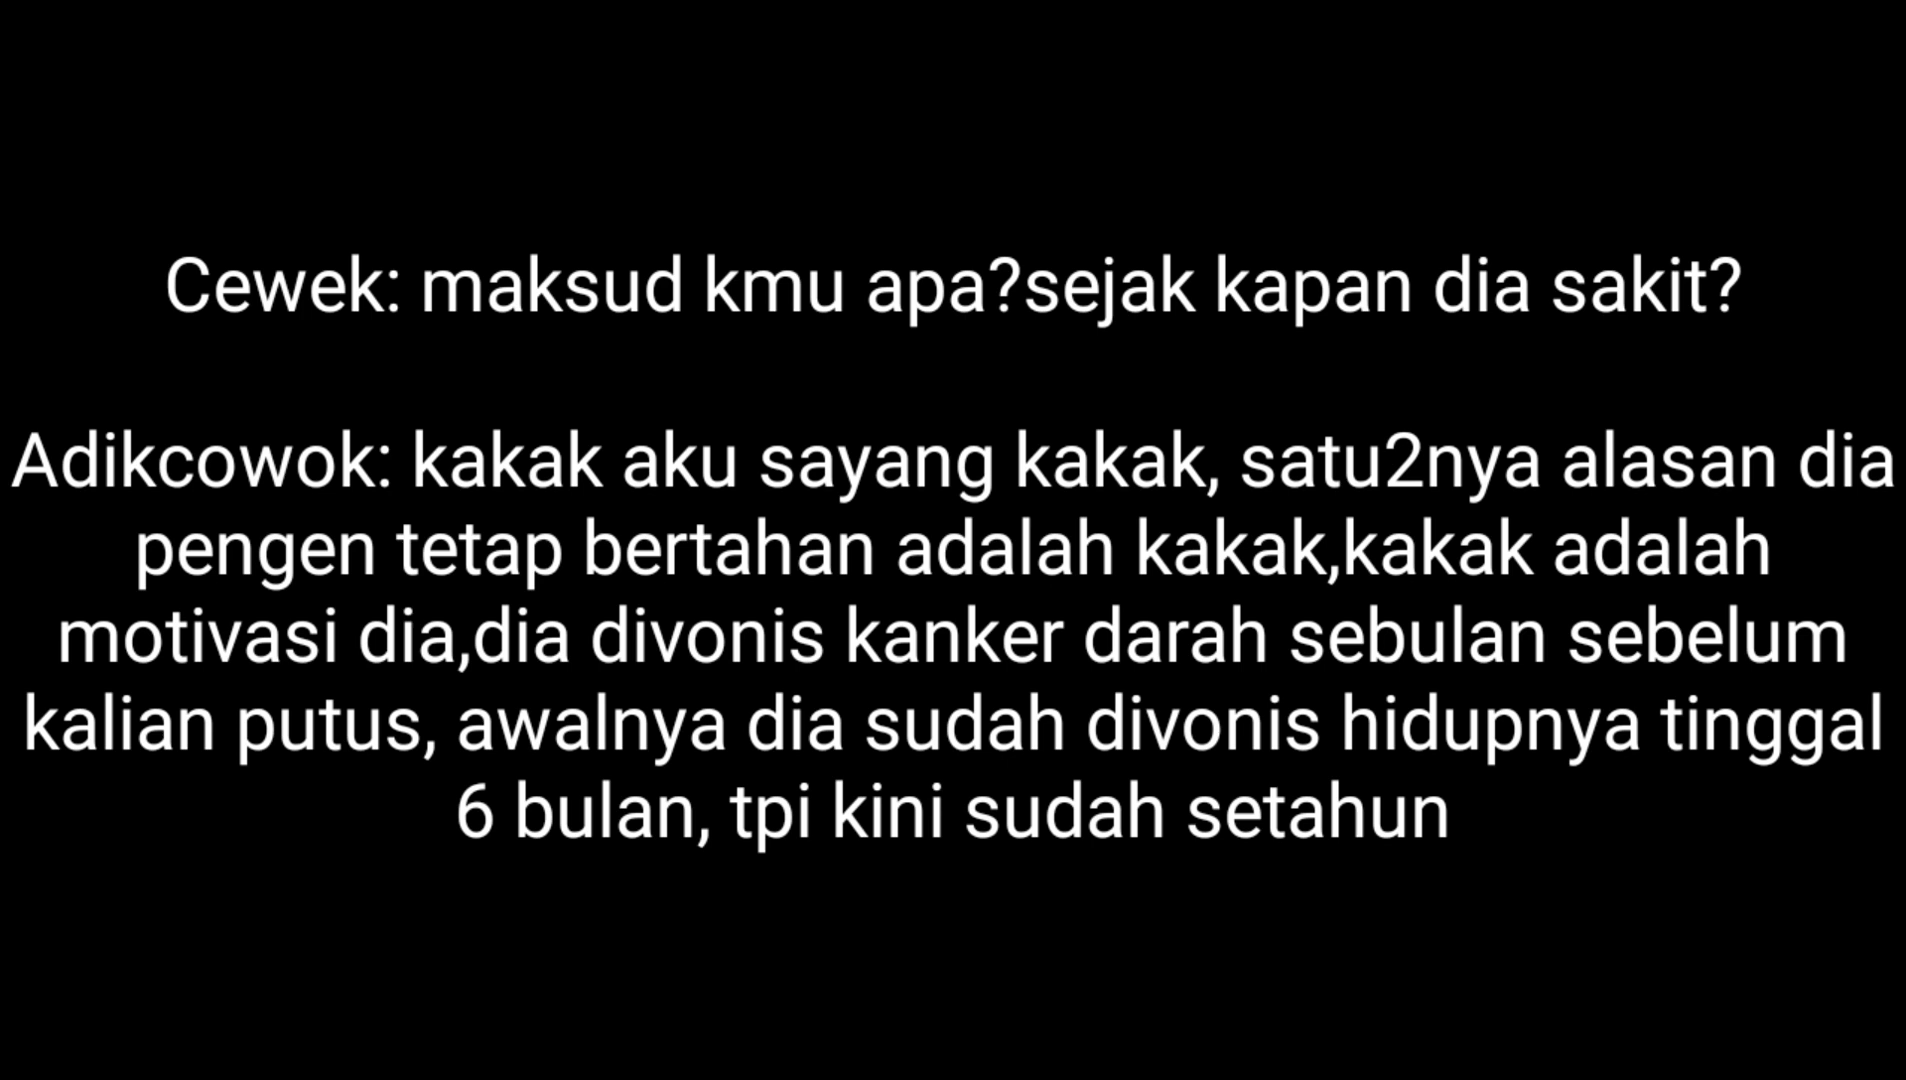 Cewek: maksud kmu apa?sejak kapan dia sakit?
Adikcowok: kakak aku sayang kakak, satu2nya alasan dia
pengen tetap bertahan adalah kakak,kakak adalah
motivasi dia,dia divonis kanker darah sebulan sebelum
kalian putus, awalnya dia sudah divonis hidupnya tinggal
6 bulan, tpi kini sudah setahun